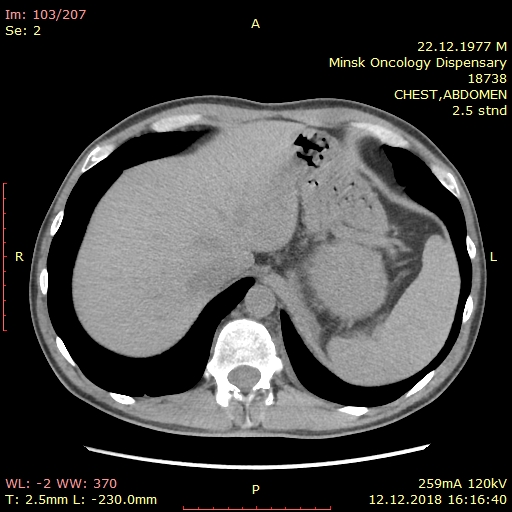 Im: 103/207
Se: 2
A
22.12.1977 M
Minsk Oncology Dispensary
18738
CHEST,ABDOMEN
2.5 stnd
R
L
WL: -2 WW: 370
T: 2.5mm L: -230.0mm
P
259mA 120kV
12.12.2018 16:16:40